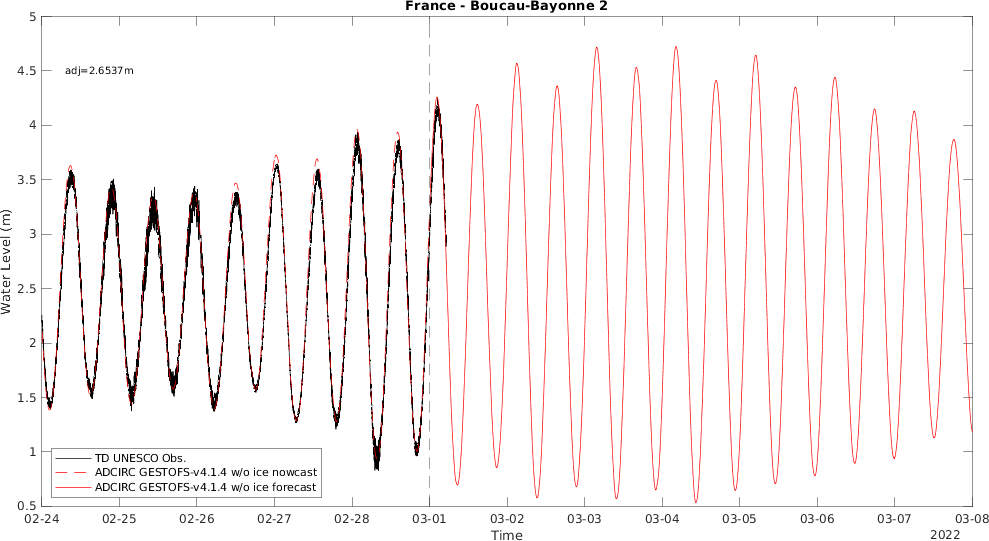 France - Boucau-Bayonne 2
5
4.5
4
3.5
3
2.5
2
1.5
1
0.5
Water Level (m)
adj=2.6537m
TD UNESCO Obs.
ADCIRC GESTOFS-v4.1.4 w/o ice nowcast
ADCIRC GESTOFS-v4.1.4 w/o ice forecast
02-24 02-25 02-26 02-27 02-28 03-01 03-02 03-03 03-04 03-05 03-06 03-07 03-08
Time
2022